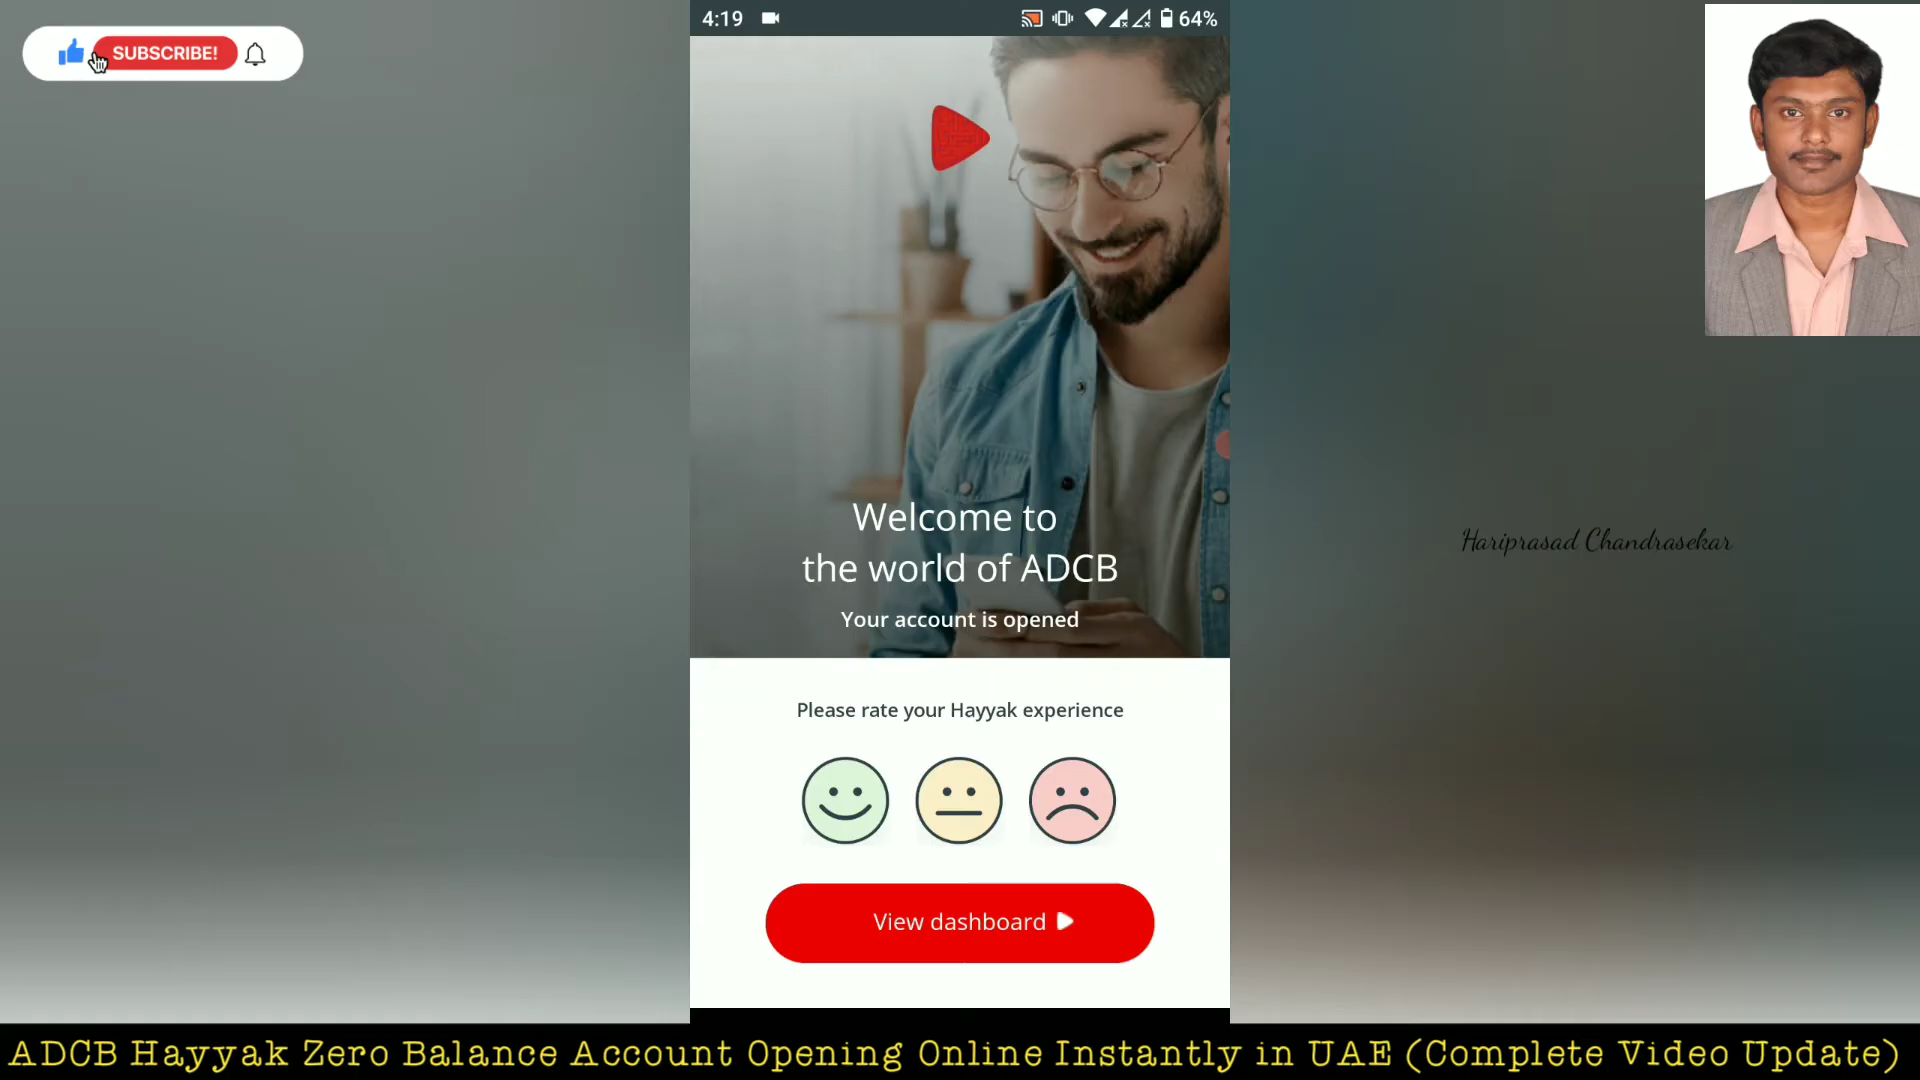 SUBSCRIBE!
4:19
64%
Welcome to
the world of ADCB
Your account is opened
Hariprasad Chandrasekar
Please rate your Hayyak experience
View dashboard
ADCB Hayyak Zero Balance Account Opening Online Instantly in UAE (Complete Video Update)